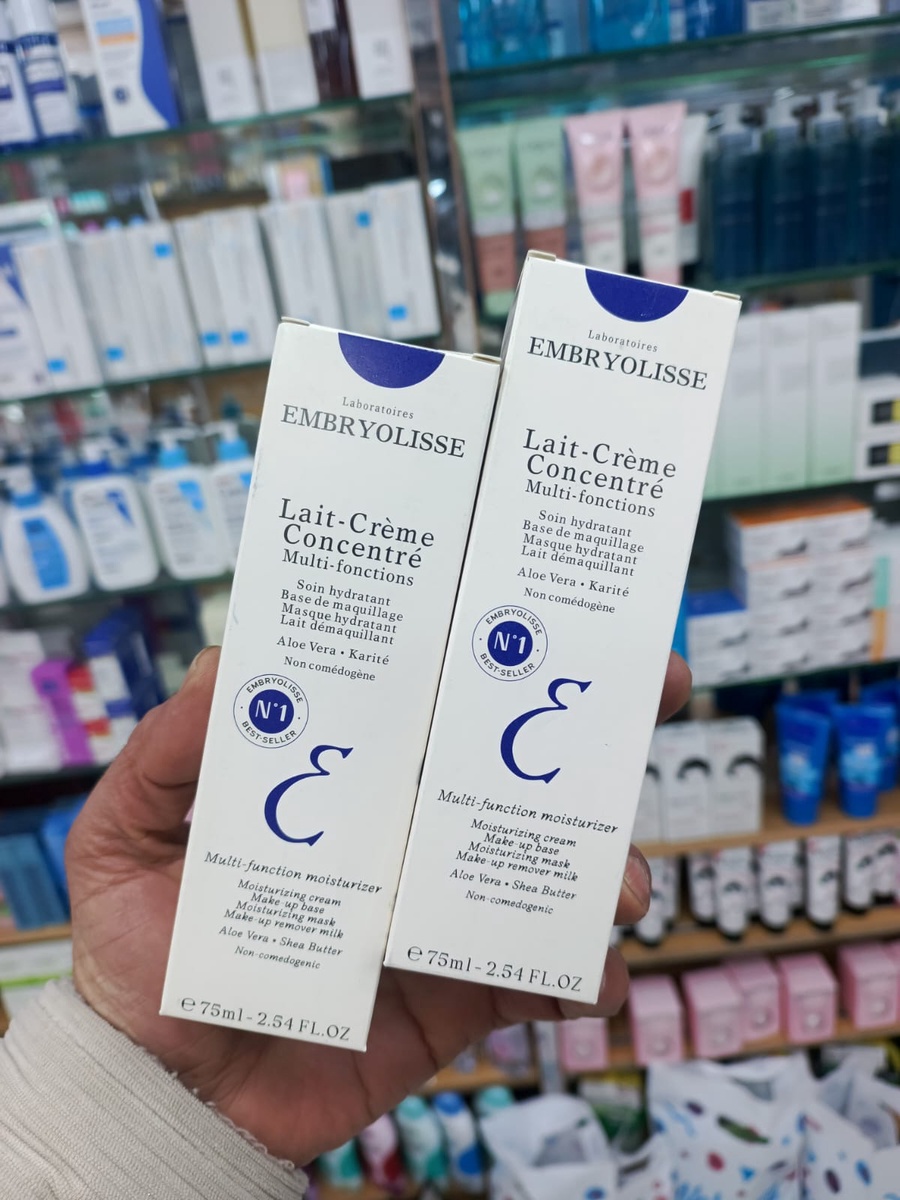 Laboratoires
EMBRYOLISSE
Lait-Crème
Concentré
Multi-fonctions
Soin hydratant
Base de maquillage
Masque hydratant
Lait démaquillant
Aloe Vera • Karité
Non comédogène
EMBRYOLISSE
N°1
BEST-SELLER
Ɛ
Multi-function moisturizer
Moisturizing cream
Make-up base
Moisturizing mask
Make-up remover milk
Aloe Vera • Shea Butter
Non-comedogenic
℮ 75ml - 2.54 FL.OZ
Laboratoires
EMBRYOLISSE
Lait-Crème
Concentré
Multi-fonctions
Soin hydratant
Base de maquillage
Masque hydratant
Lait démaquillant
Aloe Vera • Karité
Non comédogène
EMBRYOLISSE
N°1
BEST-SELLER
Ɛ
Multi-function moisturizer
Moisturizing cream
Make-up base
Moisturizing mask
Make-up remover milk
Aloe Vera • Shea Butter
Non-comedogenic
℮ 75ml - 2.54 FL.OZ